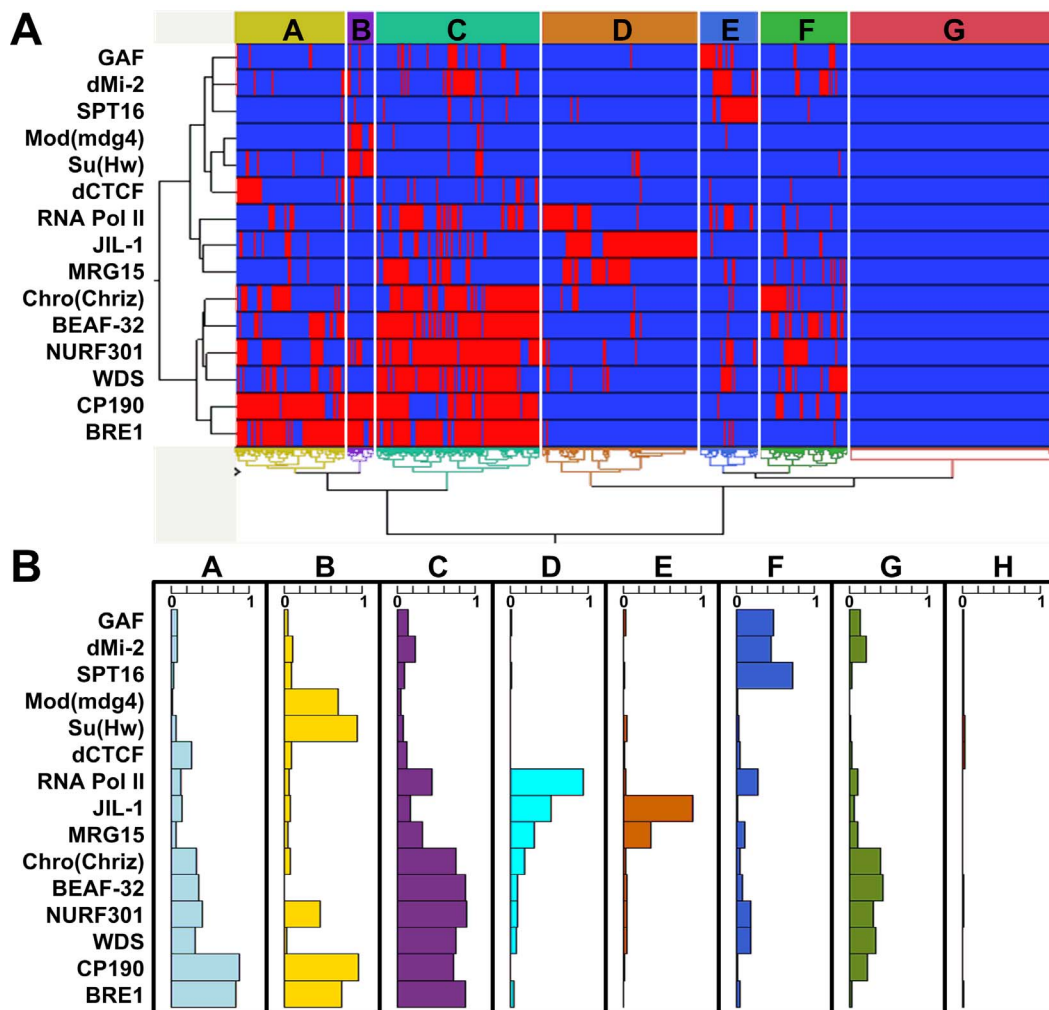 A
A B C D E F G
GAF
dMi-2
SPT16
Mod(mdg4)
Su(Hw)
dCTCF
RNA Pol II
JIL-1
MRG15
Chro(Chriz)
BEAF-32
NURF301
WDS
CP190
BRE1
B
A B C D E F G H
0 1 0 1 0 1 0 1 0 1 0 1 0 1 0 1
GAF
dMi-2
SPT16
Mod(mdg4)
Su(Hw)
dCTCF
RNA Pol II
JIL-1
MRG15
Chro(Chriz)
BEAF-32
NURF301
WDS
CP190
BRE1